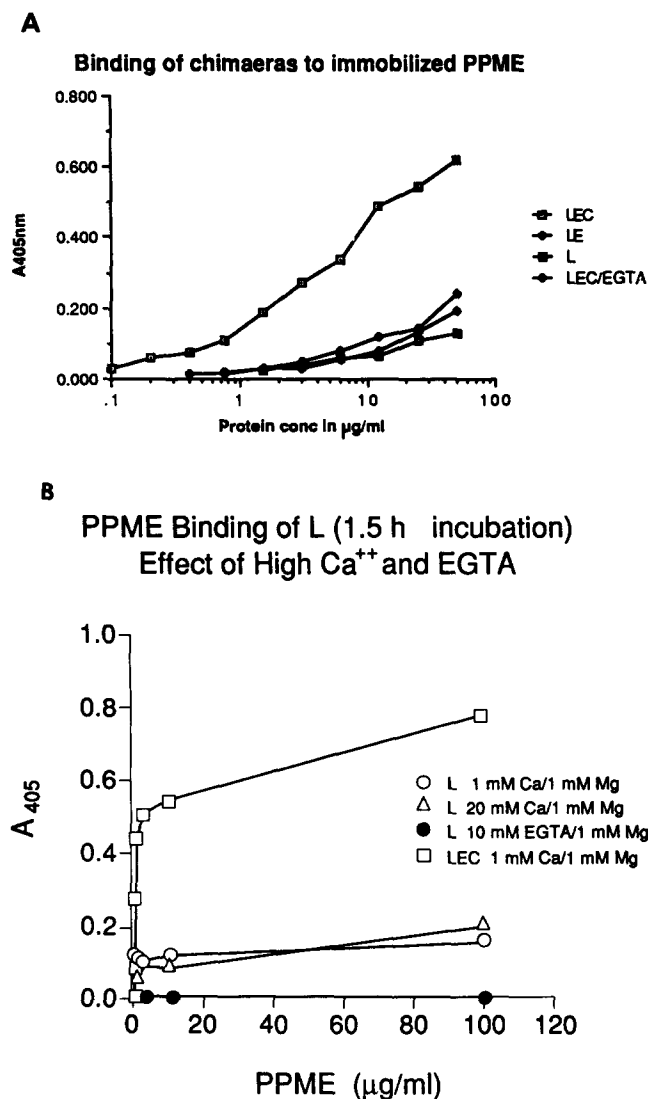 A
Binding of chimaeras to immobilized PPME
0.800
0.600
0.400
0.200
0.000
A405nm
.1
1
10
100
Protein conc in µg/ml
LEC
LE
L
LEC/EGTA
B
PPME Binding of L (1.5 h incubation)
Effect of High Ca++ and EGTA
1.0
0.8
0.6
0.4
0.2
0.0
A405
0
20
40
60
80
100
120
PPME (µg/ml)
L 1 mM Ca/1 mM Mg
L 20 mM Ca/1 mM Mg
L 10 mM EGTA/1 mM Mg
LEC 1 mM Ca/1 mM Mg